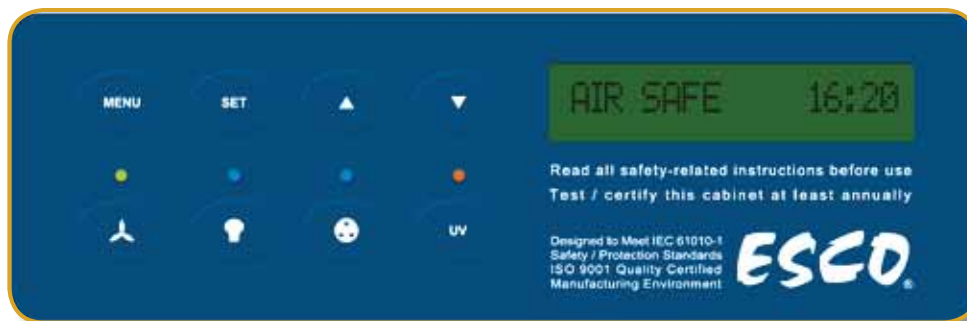 MENU SET ▲ ▼
AIR SAFE 16:20
UV
Read all safety-related instructions before use
Test / certify this cabinet at least annually
Designed to Meet IEC 61010-1
Safety / Protection Standards
ISO 9001 Quality Certified
Manufacturing Environment
ESCO®